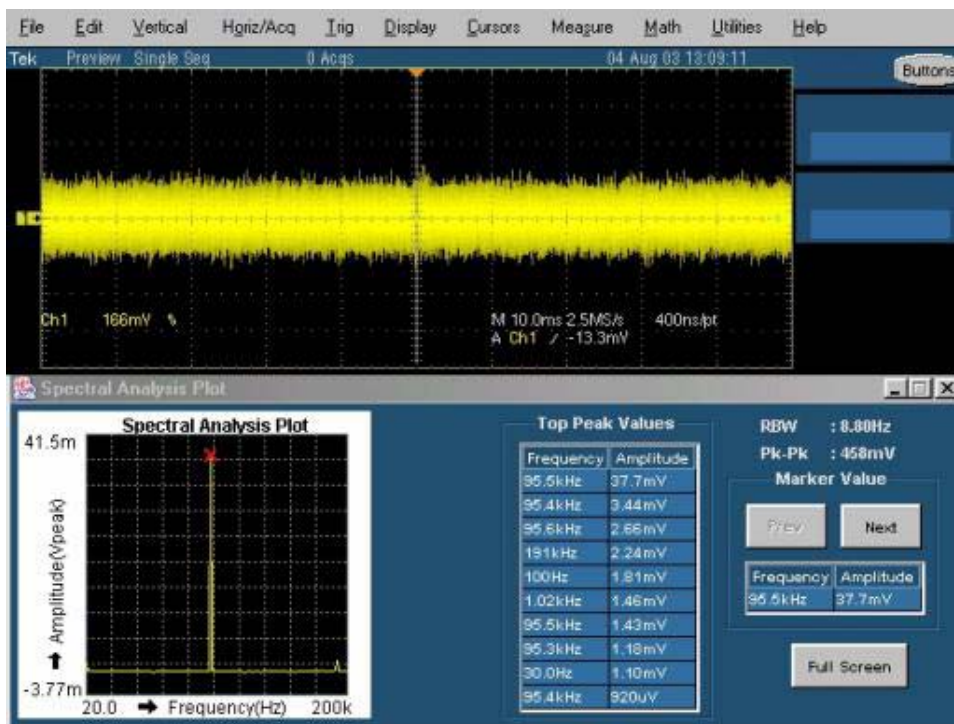 File Edit Vertical Horiz/Acq Trig Display Cursors Measure Math Utilities Help
Tek Preview Single Seq 0 Acqs 04 Aug 03 13:09:11
Buttons
Ch1 166mV
M 10.0ms 2.5MS/s 400ns/pt
A Ch1 / -13.3mV
Spectral Analysis Plot
Spectral Analysis Plot
41.5m
Amplitude(Vpeak)
-3.77m
20.0 Frequency(Hz) 200k
Top Peak Values
Frequency Amplitude
95.5kHz 37.7mV
95.4kHz 3.44mV
95.6kHz 2.66mV
191kHz 2.24mV
100Hz 1.81mV
1.02kHz 1.46mV
95.5kHz 1.43mV
95.3kHz 1.18mV
30.0Hz 1.10mV
95.4kHz 920uV
RBW : 8.80Hz
Pk-Pk : 458mV
Marker Value
Prev Next
Frequency Amplitude
95.5kHz 37.7mV
Full Screen